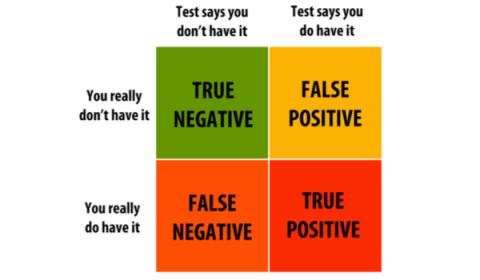 Test says you
don't have it
Test says you
do have it
You really
don't have it
TRUE
NEGATIVE
FALSE
POSITIVE
You really
do have it
FALSE
NEGATIVE
TRUE
POSITIVE